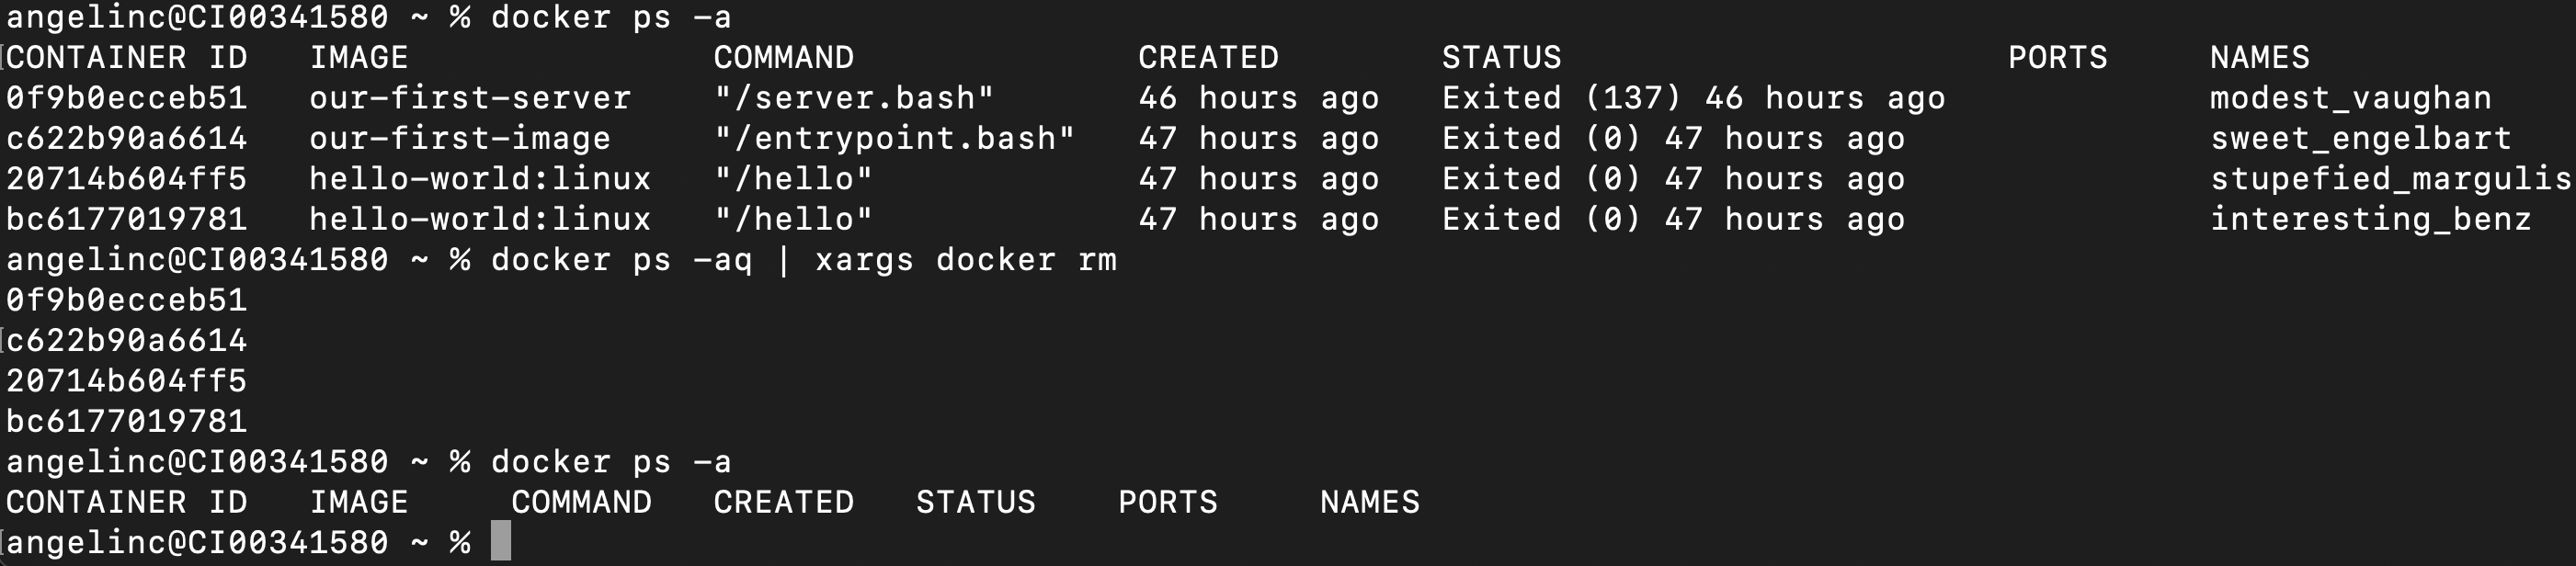 angelinc@CI00341580 ~ % docker ps -a
CONTAINER ID   IMAGE               COMMAND              CREATED        STATUS                      PORTS     NAMES
0f9b0ecceb51   our-first-server    "/server.bash"       46 hours ago   Exited (137) 46 hours ago             modest_vaughan
c622b90a6614   our-first-image     "/entrypoint.bash"   47 hours ago   Exited (0) 47 hours ago               sweet_engelbart
20714b604ff5   hello-world:linux   "/hello"             47 hours ago   Exited (0) 47 hours ago               stupefied_margulis
bc6177019781   hello-world:linux   "/hello"             47 hours ago   Exited (0) 47 hours ago               interesting_benz
angelinc@CI00341580 ~ % docker ps -aq | xargs docker rm
0f9b0ecceb51
c622b90a6614
20714b604ff5
bc6177019781
angelinc@CI00341580 ~ % docker ps -a
CONTAINER ID   IMAGE     COMMAND   CREATED   STATUS    PORTS     NAMES
angelinc@CI00341580 ~ %